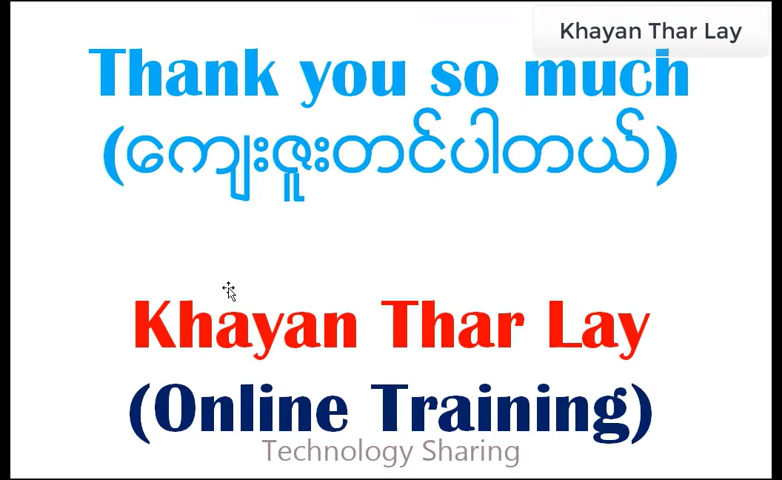 Khayan Thar Lay
Thank you so much
(ကျေးဇူးတင်ပါတယ်)
Khayan Thar Lay
(Online Training)
Technology Sharing